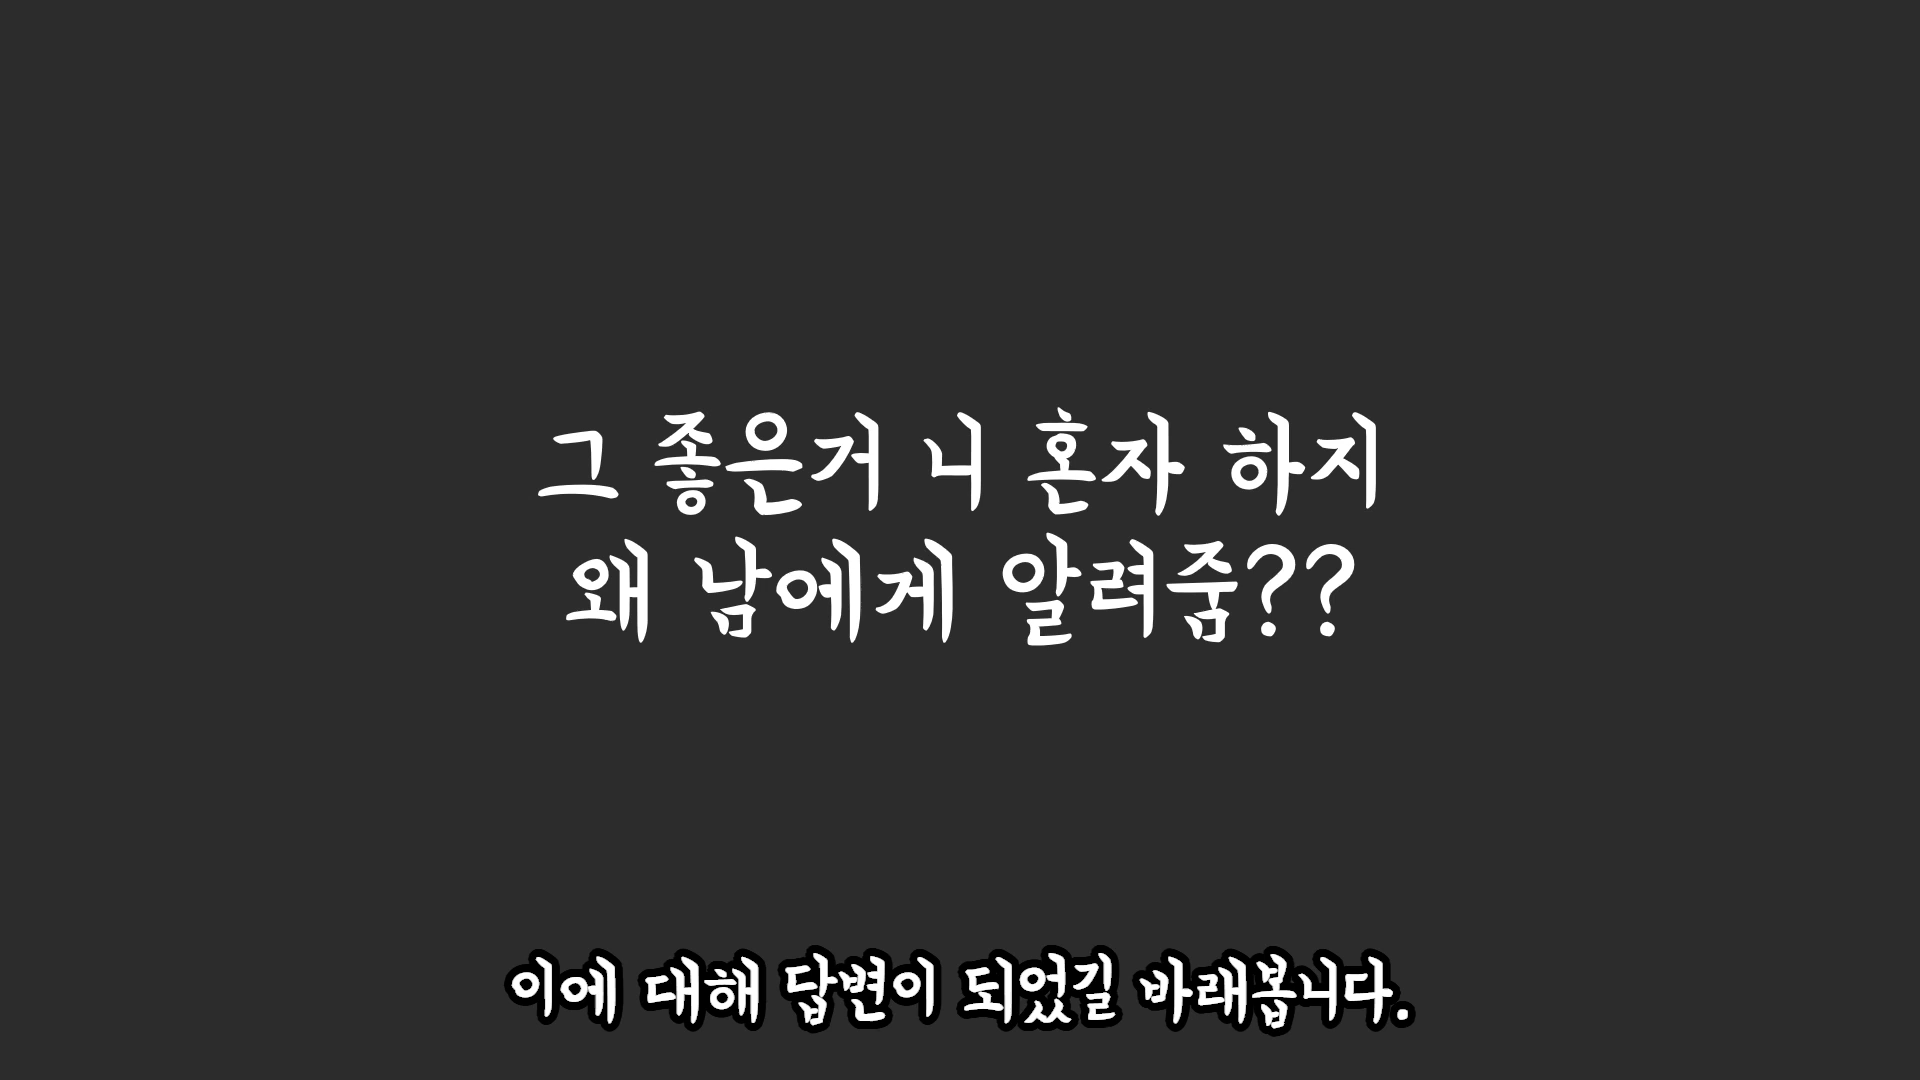 그 좋은거 니 혼자 하지
왜 남에게 알려줌??
이에 대해 답변이 되었길 바래봅니다.